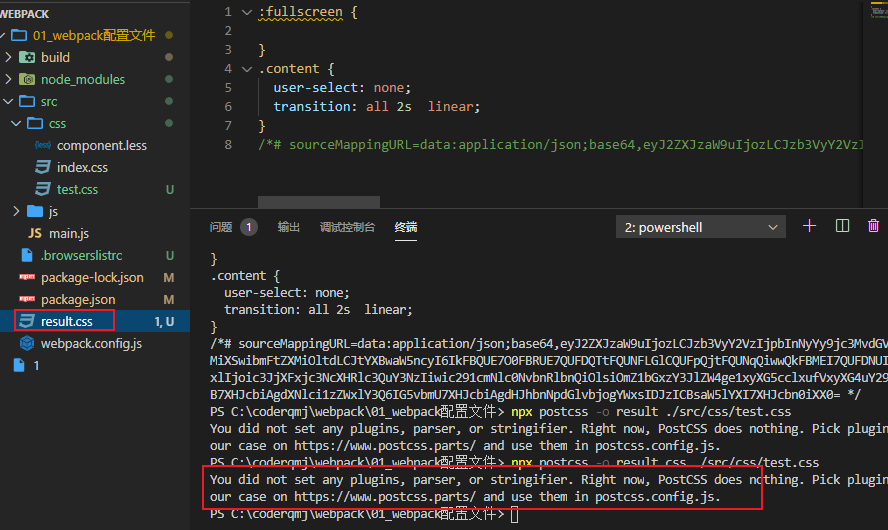 WEBPACK
01_webpack配置文件
build
node_modules
src
css
component.less
index.css
test.css U
js
JS main.js
.browserslistrc U
package-lock.json M
package.json M
result.css 1, U
webpack.config.js
1
1 :fullscreen {
2
3 }
4 .content {
5 user-select: none;
6 transition: all 2s linear;
7 }
8 /*# sourceMappingURL=data:application/json;base64,eyJ2ZXJzaW9uIjozLCJzb3VyY2VzI
问题 1 输出 调试控制台 终端 2: powershell
}
.content {
user-select: none;
transition: all 2s linear;
}
/*# sourceMappingURL=data:application/json;base64,
PS C:\coderqmj\webpack\01_webpack配置文件> npx postcss -o result ./src/css/test.css
You did not set any plugins, parser, or stringifier. Right now, PostCSS does nothing. Pick plugin
our case on https://www.postcss.parts/ and use them in postcss.config.js.
PS C:\coderqmj\webpack\01_webpack配置文件> npx postcss -o result.css ./src/css/test.css
You did not set any plugins, parser, or stringifier. Right now, PostCSS does nothing. Pick plugin
our case on https://www.postcss.parts/ and use them in postcss.config.js.
PS C:\coderqmj\webpack\01_webpack配置文件>